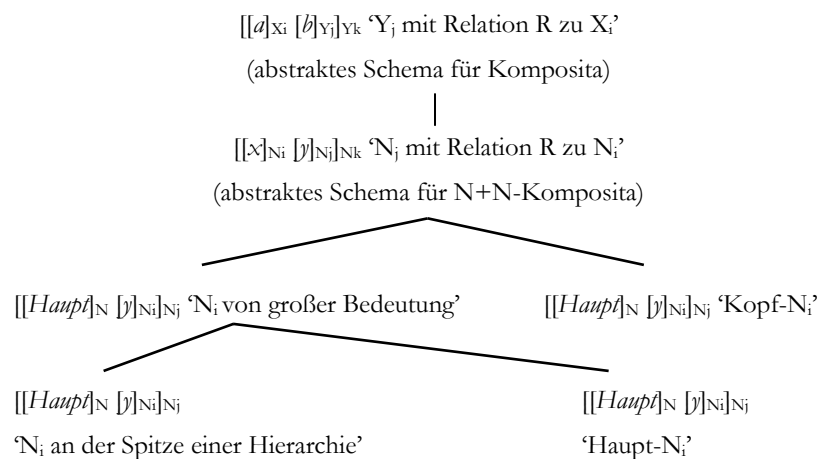 [[a]Xi [b]Yj]Yk ‘Yj mit Relation R zu Xi’
(abstraktes Schema für Komposita)
[[x]Ni [y]Nj]Nk ‘Nj mit Relation R zu Ni’
(abstraktes Schema für N+N-Komposita)
[[Haupt]N [y]Ni]Nj ‘Ni von großer Bedeutung’ [[Haupt]N [y]Ni]Nj ‘Kopf-Ni’
[[Haupt]N [y]Ni]Nj [[Haupt]N [y]Ni]Nj
‘Ni an der Spitze einer Hierarchie’ ‘Haupt-Ni’